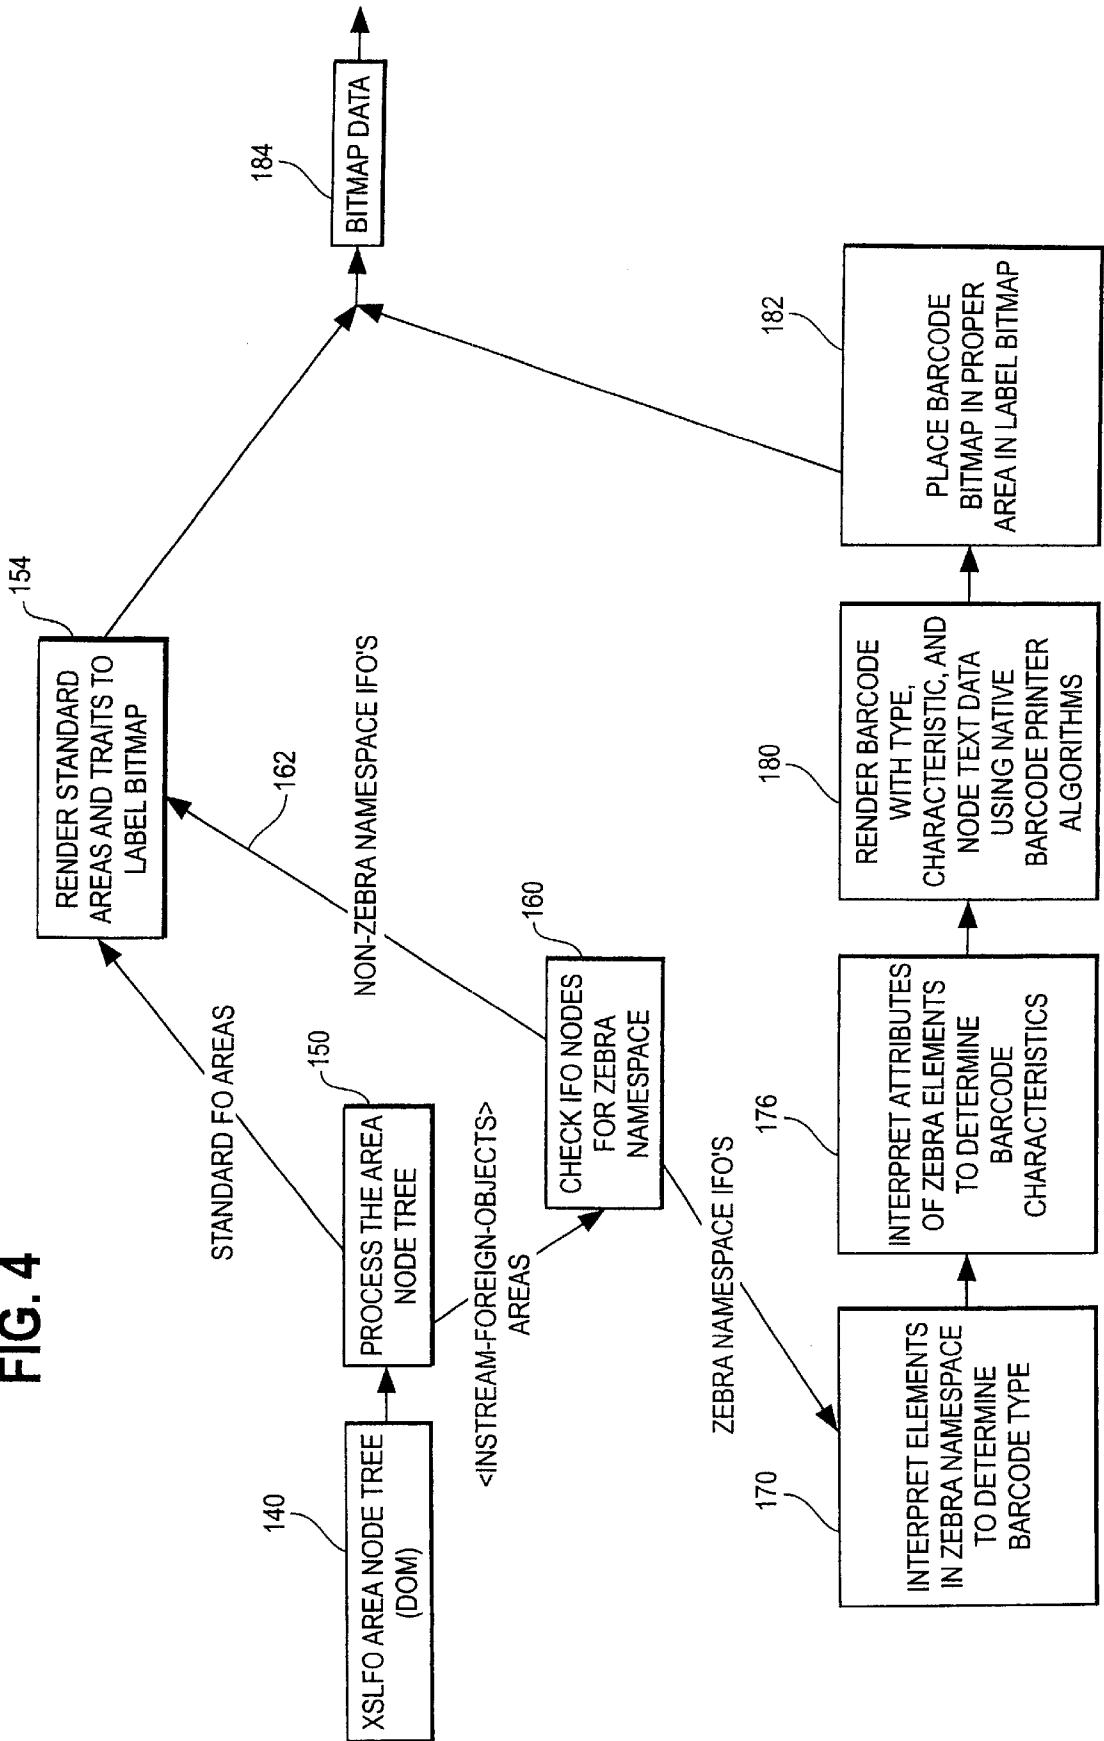 FIG. 4
140
XSLFO AREA NODE TREE
(DOM)
150
PROCESS THE AREA
NODE TREE
STANDARD FO AREAS
154
RENDER STANDARD
AREAS AND TRAITS TO
LABEL BITMAP
<INSTREAM-FOREIGN-OBJECTS>
AREAS
160
CHECK IFO NODES
FOR ZEBRA
NAMESPACE
162
NON-ZEBRA NAMESPACE IFO'S
ZEBRA NAMESPACE IFO'S
170
INTERPRET ELEMENTS
IN ZEBRA NAMESPACE
TO DETERMINE
BARCODE TYPE
176
INTERPRET ATTRIBUTES
OF ZEBRA ELEMENTS
TO DETERMINE
BARCODE
CHARACTERISTICS
180
RENDER BARCODE
WITH TYPE,
CHARACTERISTIC, AND
NODE TEXT DATA
USING NATIVE
BARCODE PRINTER
ALGORITHMS
182
PLACE BARCODE
BITMAP IN PROPER
AREA IN LABEL BITMAP
184
BITMAP DATA